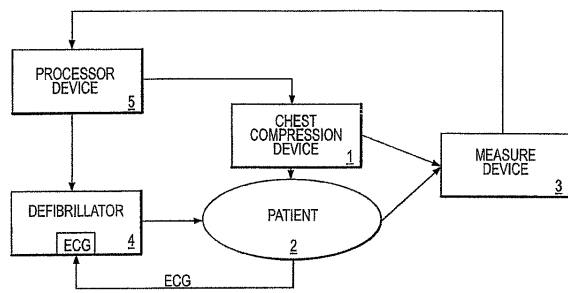 PROCESSOR
DEVICE
5
CHEST
COMPRESSION
DEVICE
1
MEASURE
DEVICE
3
DEFIBRILLATOR
ECG
4
PATIENT
2
ECG